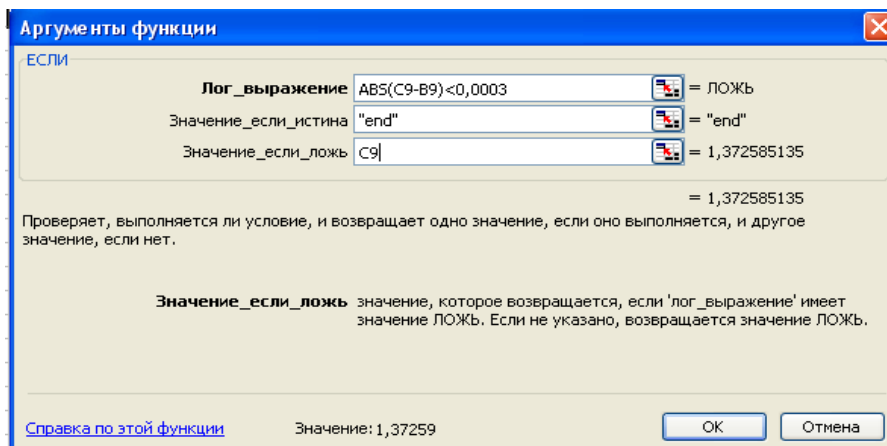 Аргументы функции
ЕСЛИ
Лог_выражение ABS(C9-B9)<0,0003 = ЛОЖЬ
Значение_если_истина "end" = "end"
Значение_если_ложь C9 = 1,372585135
= 1,372585135
Проверяет, выполняется ли условие, и возвращает одно значение, если оно выполняется, и другое
значение, если нет.
Значение_если_ложь значение, которое возвращается, если 'лог_выражение' имеет
значение ЛОЖЬ. Если не указано, возвращается значение ЛОЖЬ.
Справка по этой функции Значение: 1,37259 ОК Отмена